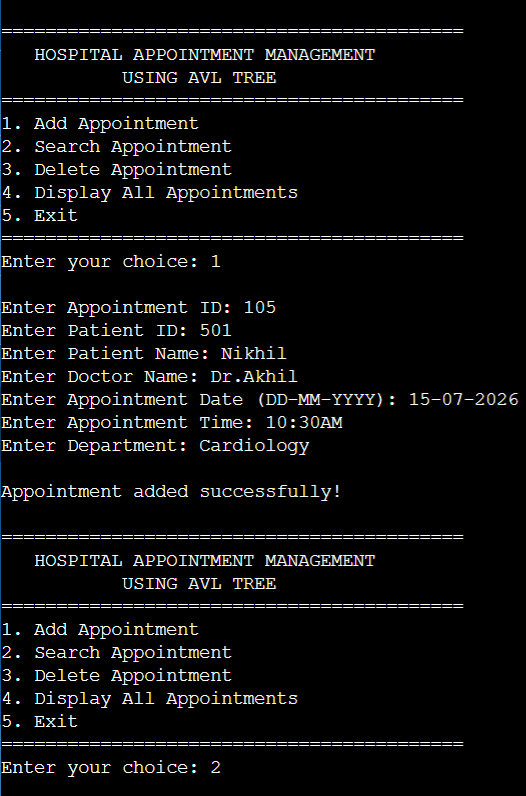 ==========================================
HOSPITAL APPOINTMENT MANAGEMENT
USING AVL TREE
==========================================
1. Add Appointment
2. Search Appointment
3. Delete Appointment
4. Display All Appointments
5. Exit
==========================================
Enter your choice: 1
Enter Appointment ID: 105
Enter Patient ID: 501
Enter Patient Name: Nikhil
Enter Doctor Name: Dr.Akhil
Enter Appointment Date (DD-MM-YYYY): 15-07-2026
Enter Appointment Time: 10:30AM
Enter Department: Cardiology
Appointment added successfully!
==========================================
HOSPITAL APPOINTMENT MANAGEMENT
USING AVL TREE
==========================================
1. Add Appointment
2. Search Appointment
3. Delete Appointment
4. Display All Appointments
5. Exit
==========================================
Enter your choice: 2